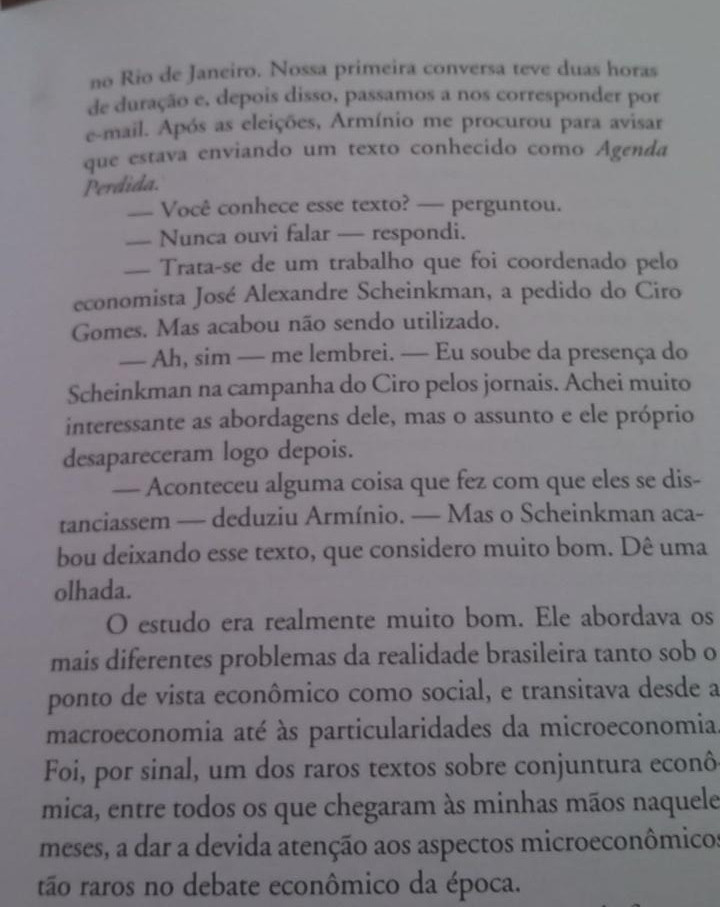 no Rio de Janeiro. Nossa primeira conversa teve duas horas
de duração e, depois disso, passamos a nos corresponder por
e-mail. Após as eleições, Armínio me procurou para avisar
que estava enviando um texto conhecido como Agenda
Perdida.
— Você conhece esse texto? — perguntou.
— Nunca ouvi falar — respondi.
— Trata-se de um trabalho que foi coordenado pelo
economista José Alexandre Scheinkman, a pedido do Ciro
Gomes. Mas acabou não sendo utilizado.
— Ah, sim — me lembrei. — Eu soube da presença do
Scheinkman na campanha do Ciro pelos jornais. Achei muito
interessante as abordagens dele, mas o assunto e ele próprio
desapareceram logo depois.
— Aconteceu alguma coisa que fez com que eles se dis-
tanciassem — deduziu Armínio. — Mas o Scheinkman aca-
bou deixando esse texto, que considero muito bom. Dê uma
olhada.
O estudo era realmente muito bom. Ele abordava os
mais diferentes problemas da realidade brasileira tanto sob o
ponto de vista econômico como social, e transitava desde a
macroeconomia até às particularidades da microeconomia.
Foi, por sinal, um dos raros textos sobre conjuntura econô-
mica, entre todos os que chegaram às minhas mãos naquele
meses, a dar a devida atenção aos aspectos microeconômicos
tão raros no debate econômico da época.